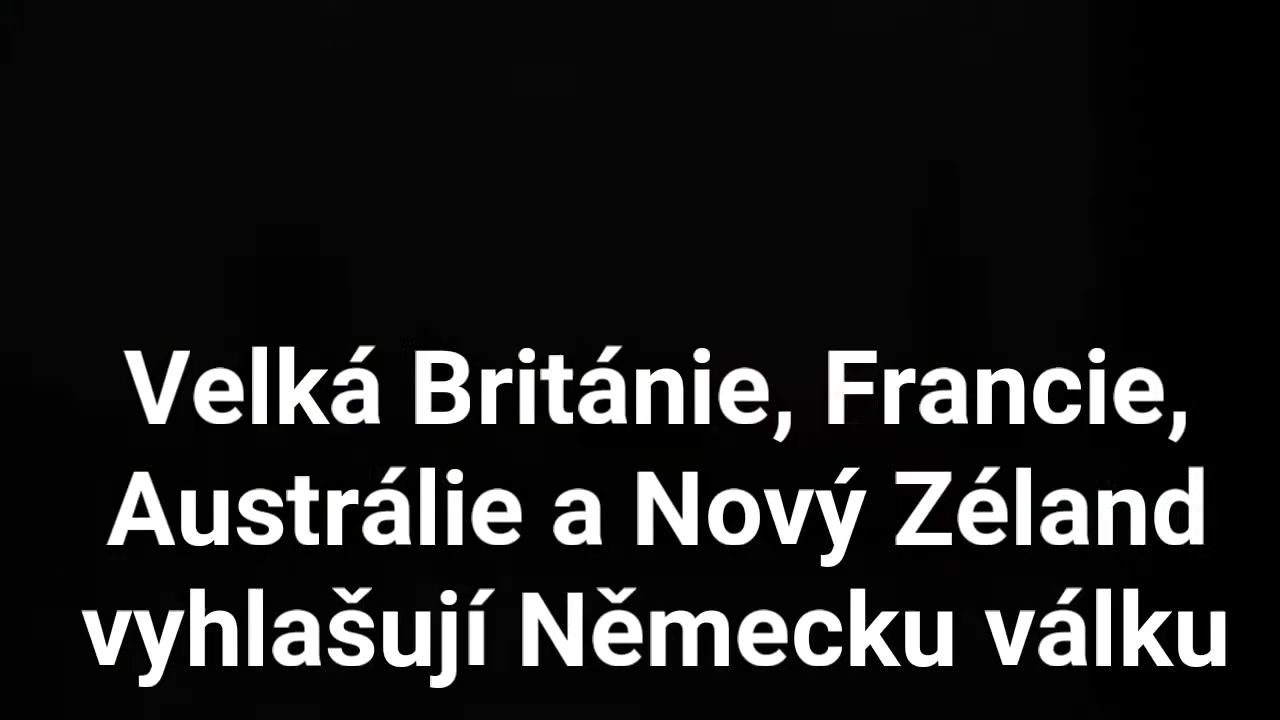 Velká Británie, Francie,
Austrálie a Nový Zéland
vyhlašují Německu válku